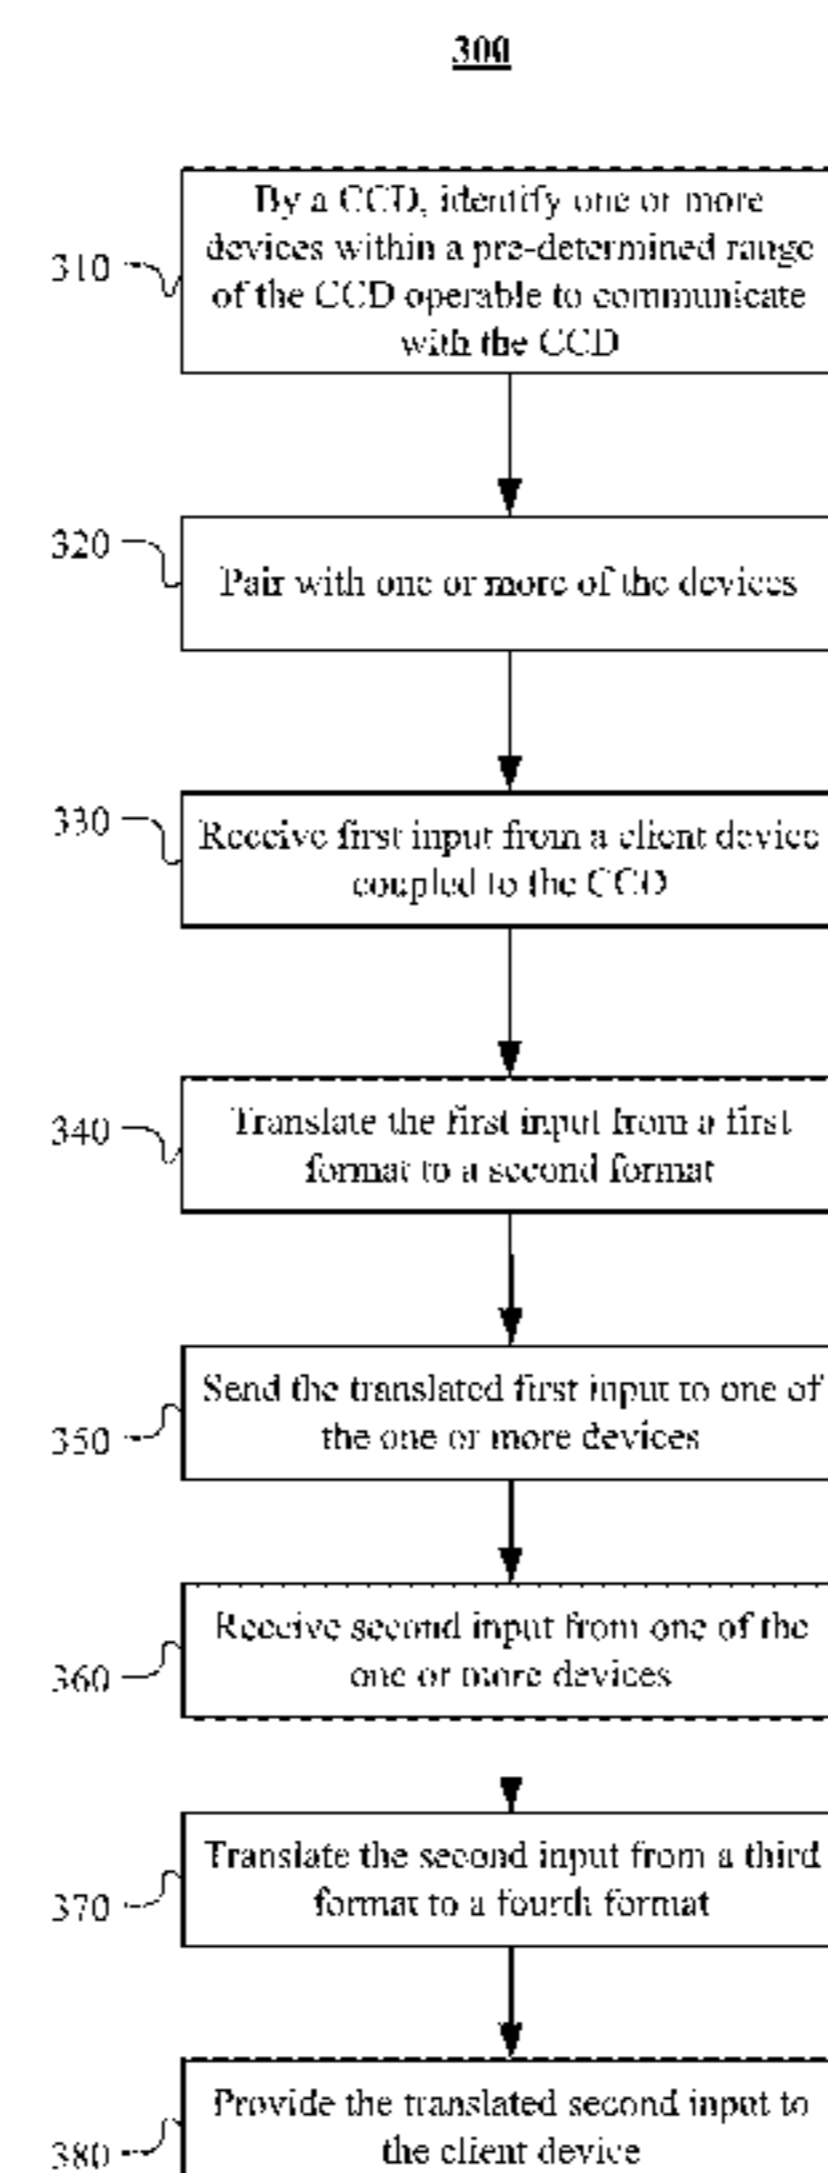 300
310
By a CCD, identify one or more
devices within a pre-determined range
of the CCD operable to communicate
with the CCD
320
Pair with one or more of the devices
330
Receive first input from a client device
coupled to the CCD
340
Translate the first input from a first
format to a second format
350
Send the translated first input to one of
the one or more devices
360
Receive second input from one of the
one or more devices
370
Translate the second input from a third
format to a fourth format
380
Provide the translated second input to
the client device